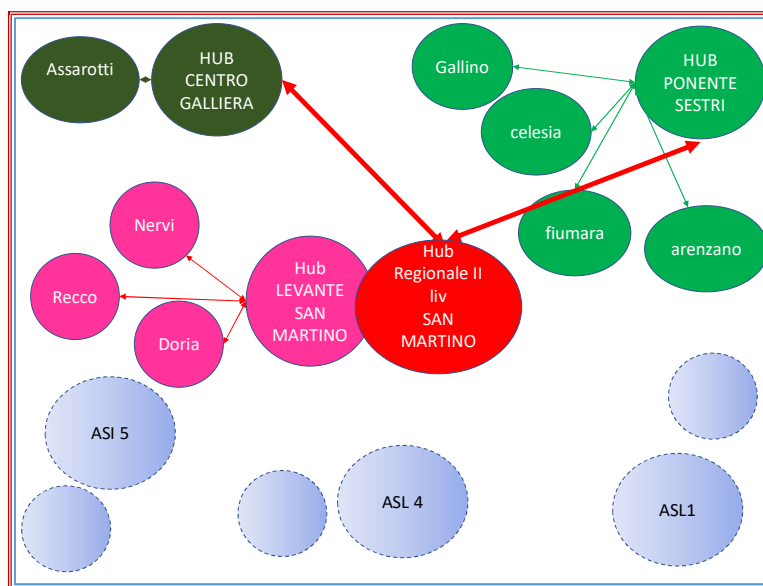 Assarotti
HUB
CENTRO
GALLIERA
Gallino
HUB
PONENTE
SESTRI
celesia
Nervi
fiumara
arenzano
Recco
Doria
Hub
LEVANTE
SAN
MARTINO
Hub
Regionale II
liv
SAN
MARTINO
ASI 5
ASL 4
ASL1